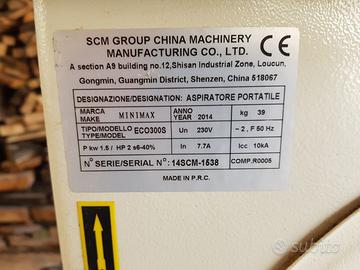 SCM GROUP CHINA MACHINERY
MANUFACTURING CO., LTD. CE
A section A9 building no.12,Shisan Industrial Zone, Loucun,
Gongmin, Guangmin District, Shenzen, China 518067
DESIGNAZIONE/DESIGNATION: ASPIRATORE PORTATILE
MARCA MAKE MINIMAX ANNO YEAR 2014 kg 39
TIPO/MODELLO TYPE/MODEL ECO300S Un 230V ~ 2, F 50 Hz
P kw 1.5 / HP 2 s6-40% In 7.7A Icc 10kA
N° SERIE/SERIAL N°: 14SCM-1538 COMP.R0005
MADE IN P.R.C.
subito